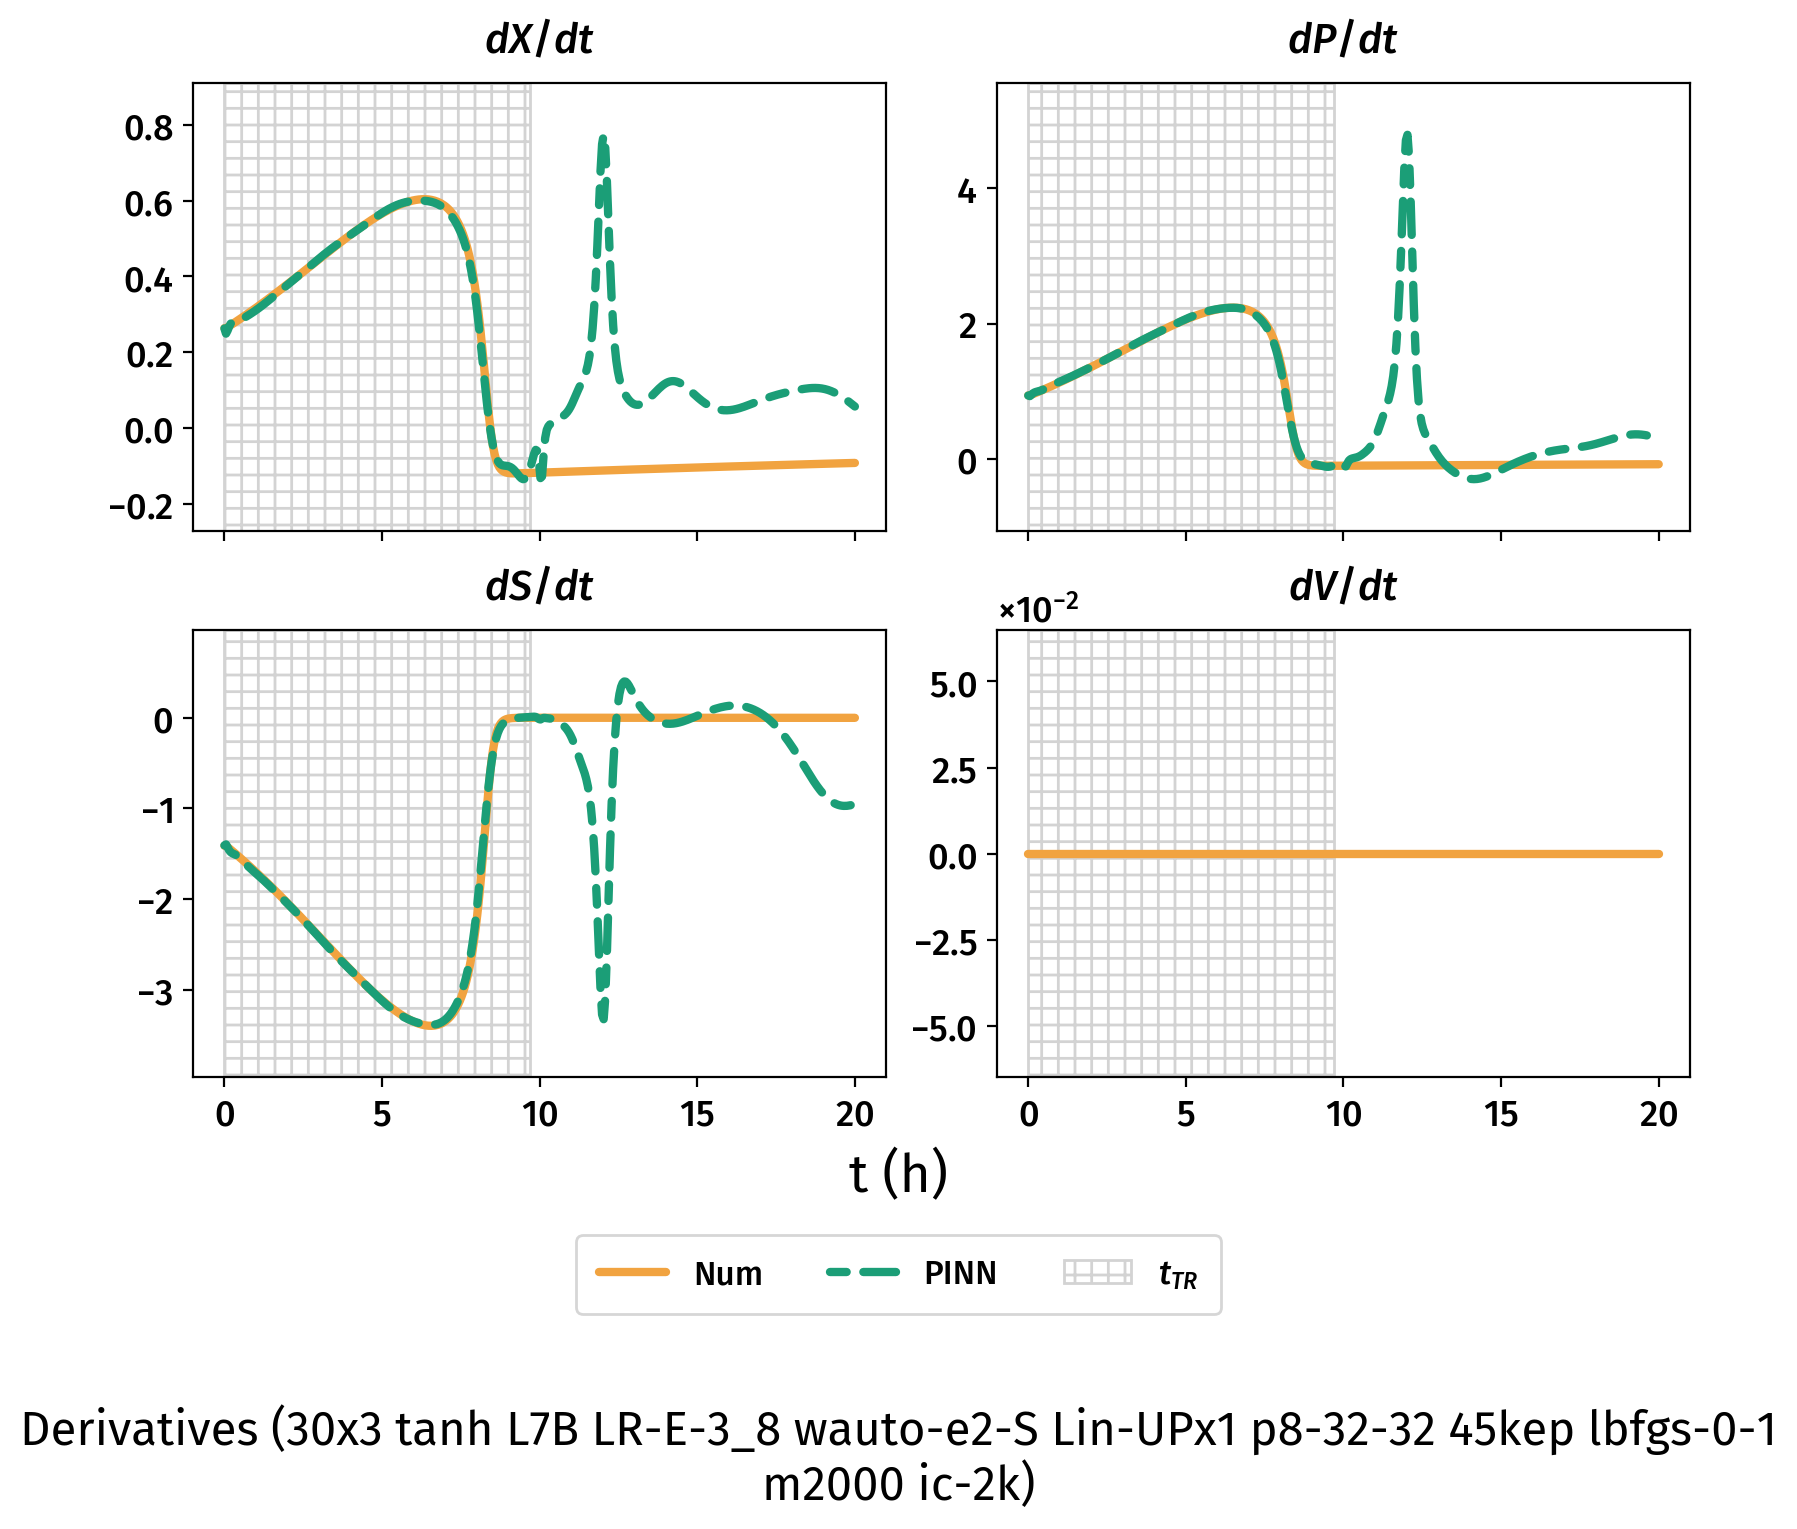 dX/dt
dP/dt
0.8
0.6
0.4
0.2
0.0
−0.2
4
2
0
dS/dt
dV/dt
×10⁻²
0
−1
−2
−3
5.0
2.5
0.0
−2.5
−5.0
0 5 10 15 20
0 5 10 15 20
t (h)
Num PINN t_TR
Derivatives (30x3 tanh L7B LR-E-3_8 wauto-e2-S Lin-UPx1 p8-32-32 45kep lbfgs-0-1
m2000 ic-2k)